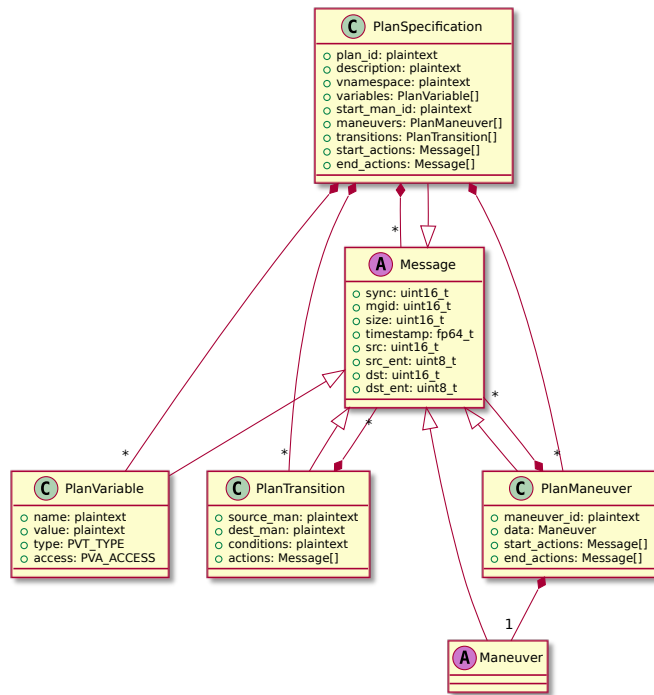 C PlanSpecification
plan_id: plaintext
description: plaintext
vnamespace: plaintext
variables: PlanVariable[]
start_man_id: plaintext
maneuvers: PlanManeuver[]
transitions: PlanTransition[]
start_actions: Message[]
end_actions: Message[]
*
A Message
sync: uint16_t
mgid: uint16_t
size: uint16_t
timestamp: fp64_t
src: uint16_t
src_ent: uint8_t
dst: uint16_t
dst_ent: uint8_t
* *
* * *
C PlanVariable
name: plaintext
value: plaintext
type: PVT_TYPE
access: PVA_ACCESS
C PlanTransition
source_man: plaintext
dest_man: plaintext
conditions: plaintext
actions: Message[]
C PlanManeuver
maneuver_id: plaintext
data: Maneuver
start_actions: Message[]
end_actions: Message[]
1
A Maneuver